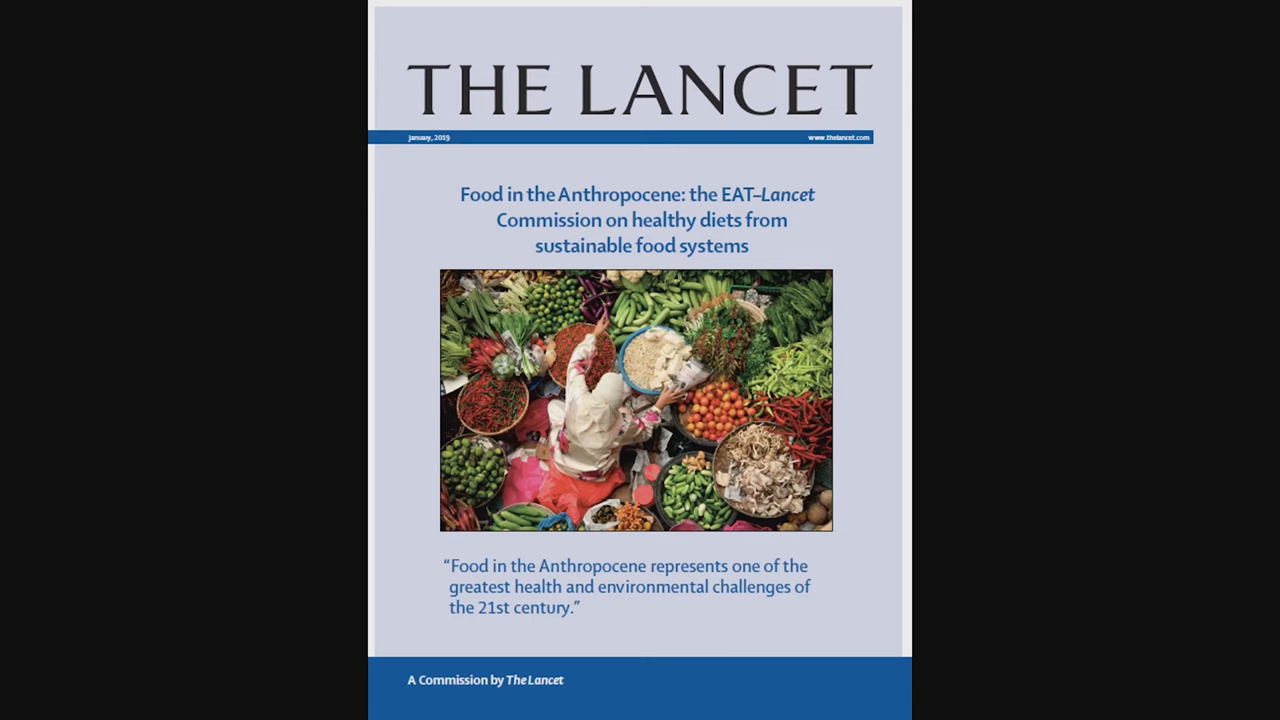 THE LANCET
January, 2019
www.thelancet.com
Food in the Anthropocene: the EAT–Lancet
Commission on healthy diets from
sustainable food systems
“Food in the Anthropocene represents one of the
greatest health and environmental challenges of
the 21st century.”
A Commission by The Lancet